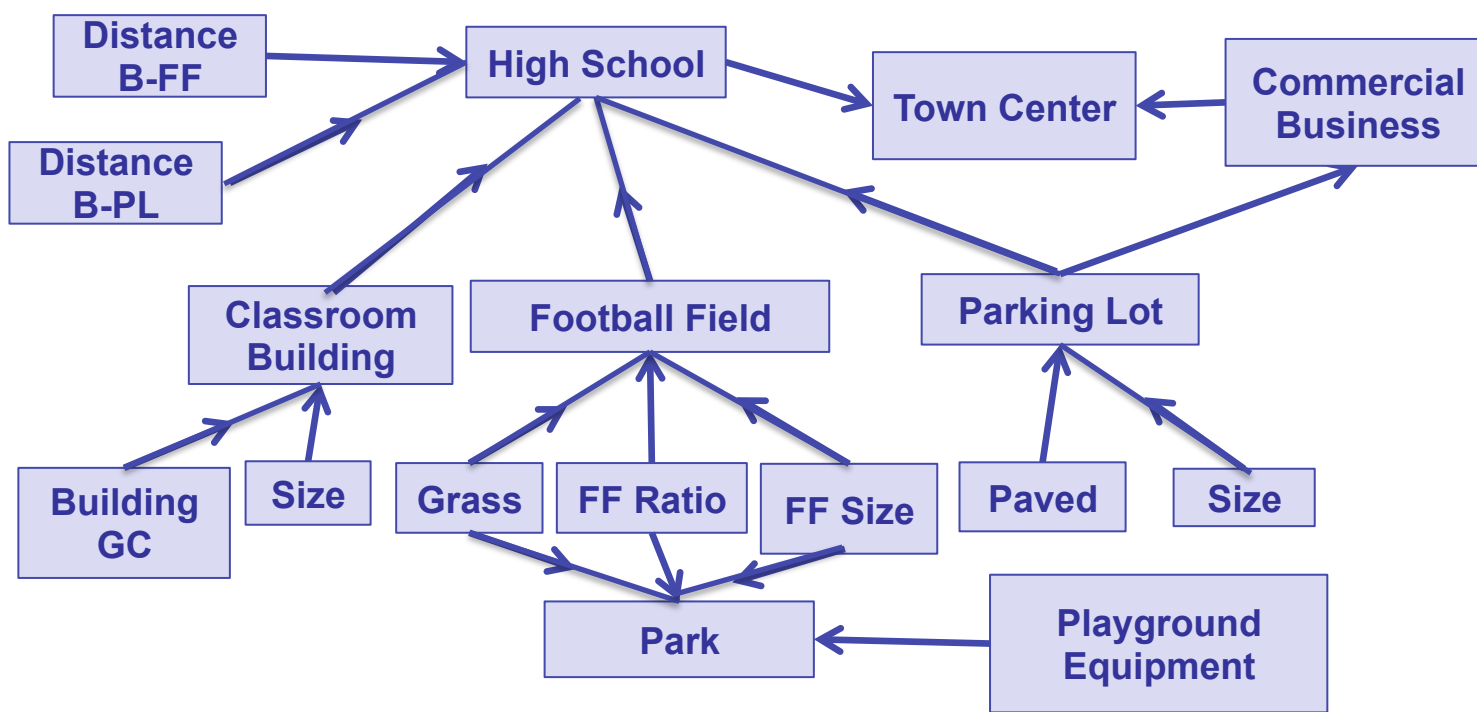 Distance
B-FF
High School
Town Center
Commercial
Business
Distance
B-PL
Classroom
Building
Football Field
Parking Lot
Building
GC
Size
Grass
FF Ratio
FF Size
Paved
Size
Park
Playground
Equipment